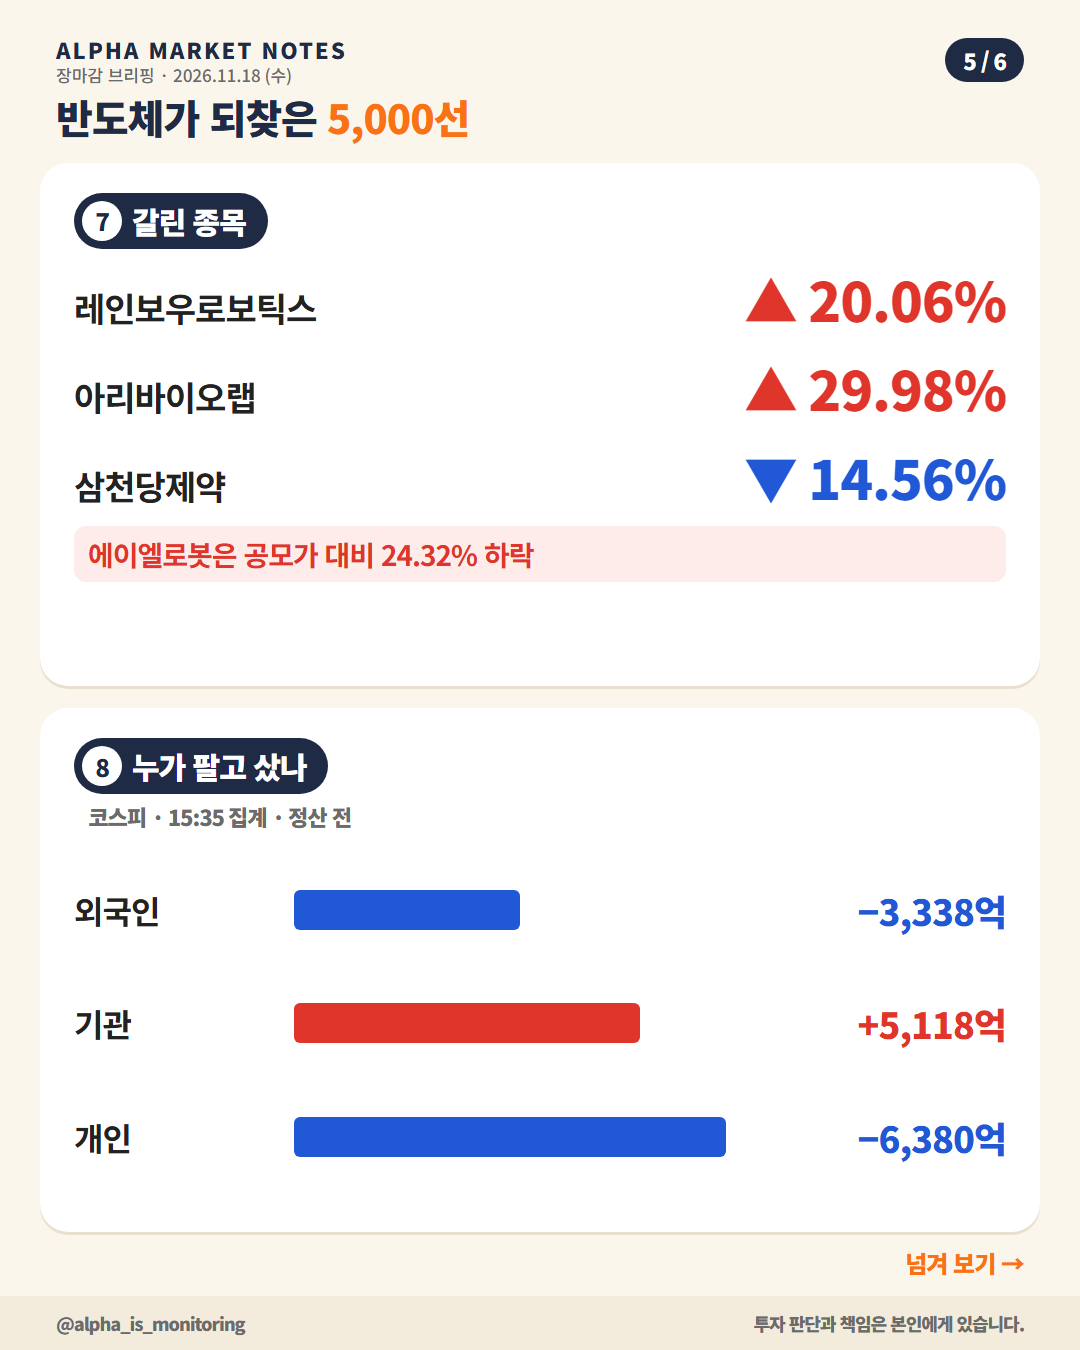 ALPHA MARKET NOTES
장마감 브리핑 · 2026.11.18 (수)
5 / 6
반도체가 되찾은 5,000선
7 갈린 종목
레인보우로보틱스 ▲ 20.06%
아리바이오랩 ▲ 29.98%
삼천당제약 ▼ 14.56%
에이엘로봇은 공모가 대비 24.32% 하락
8 누가 팔고 샀나
코스피 · 15:35 집계 · 정산 전
외국인 −3,338억
기관 +5,118억
개인 −6,380억
넘겨 보기 →
@alpha_is_monitoring 투자 판단과 책임은 본인에게 있습니다.